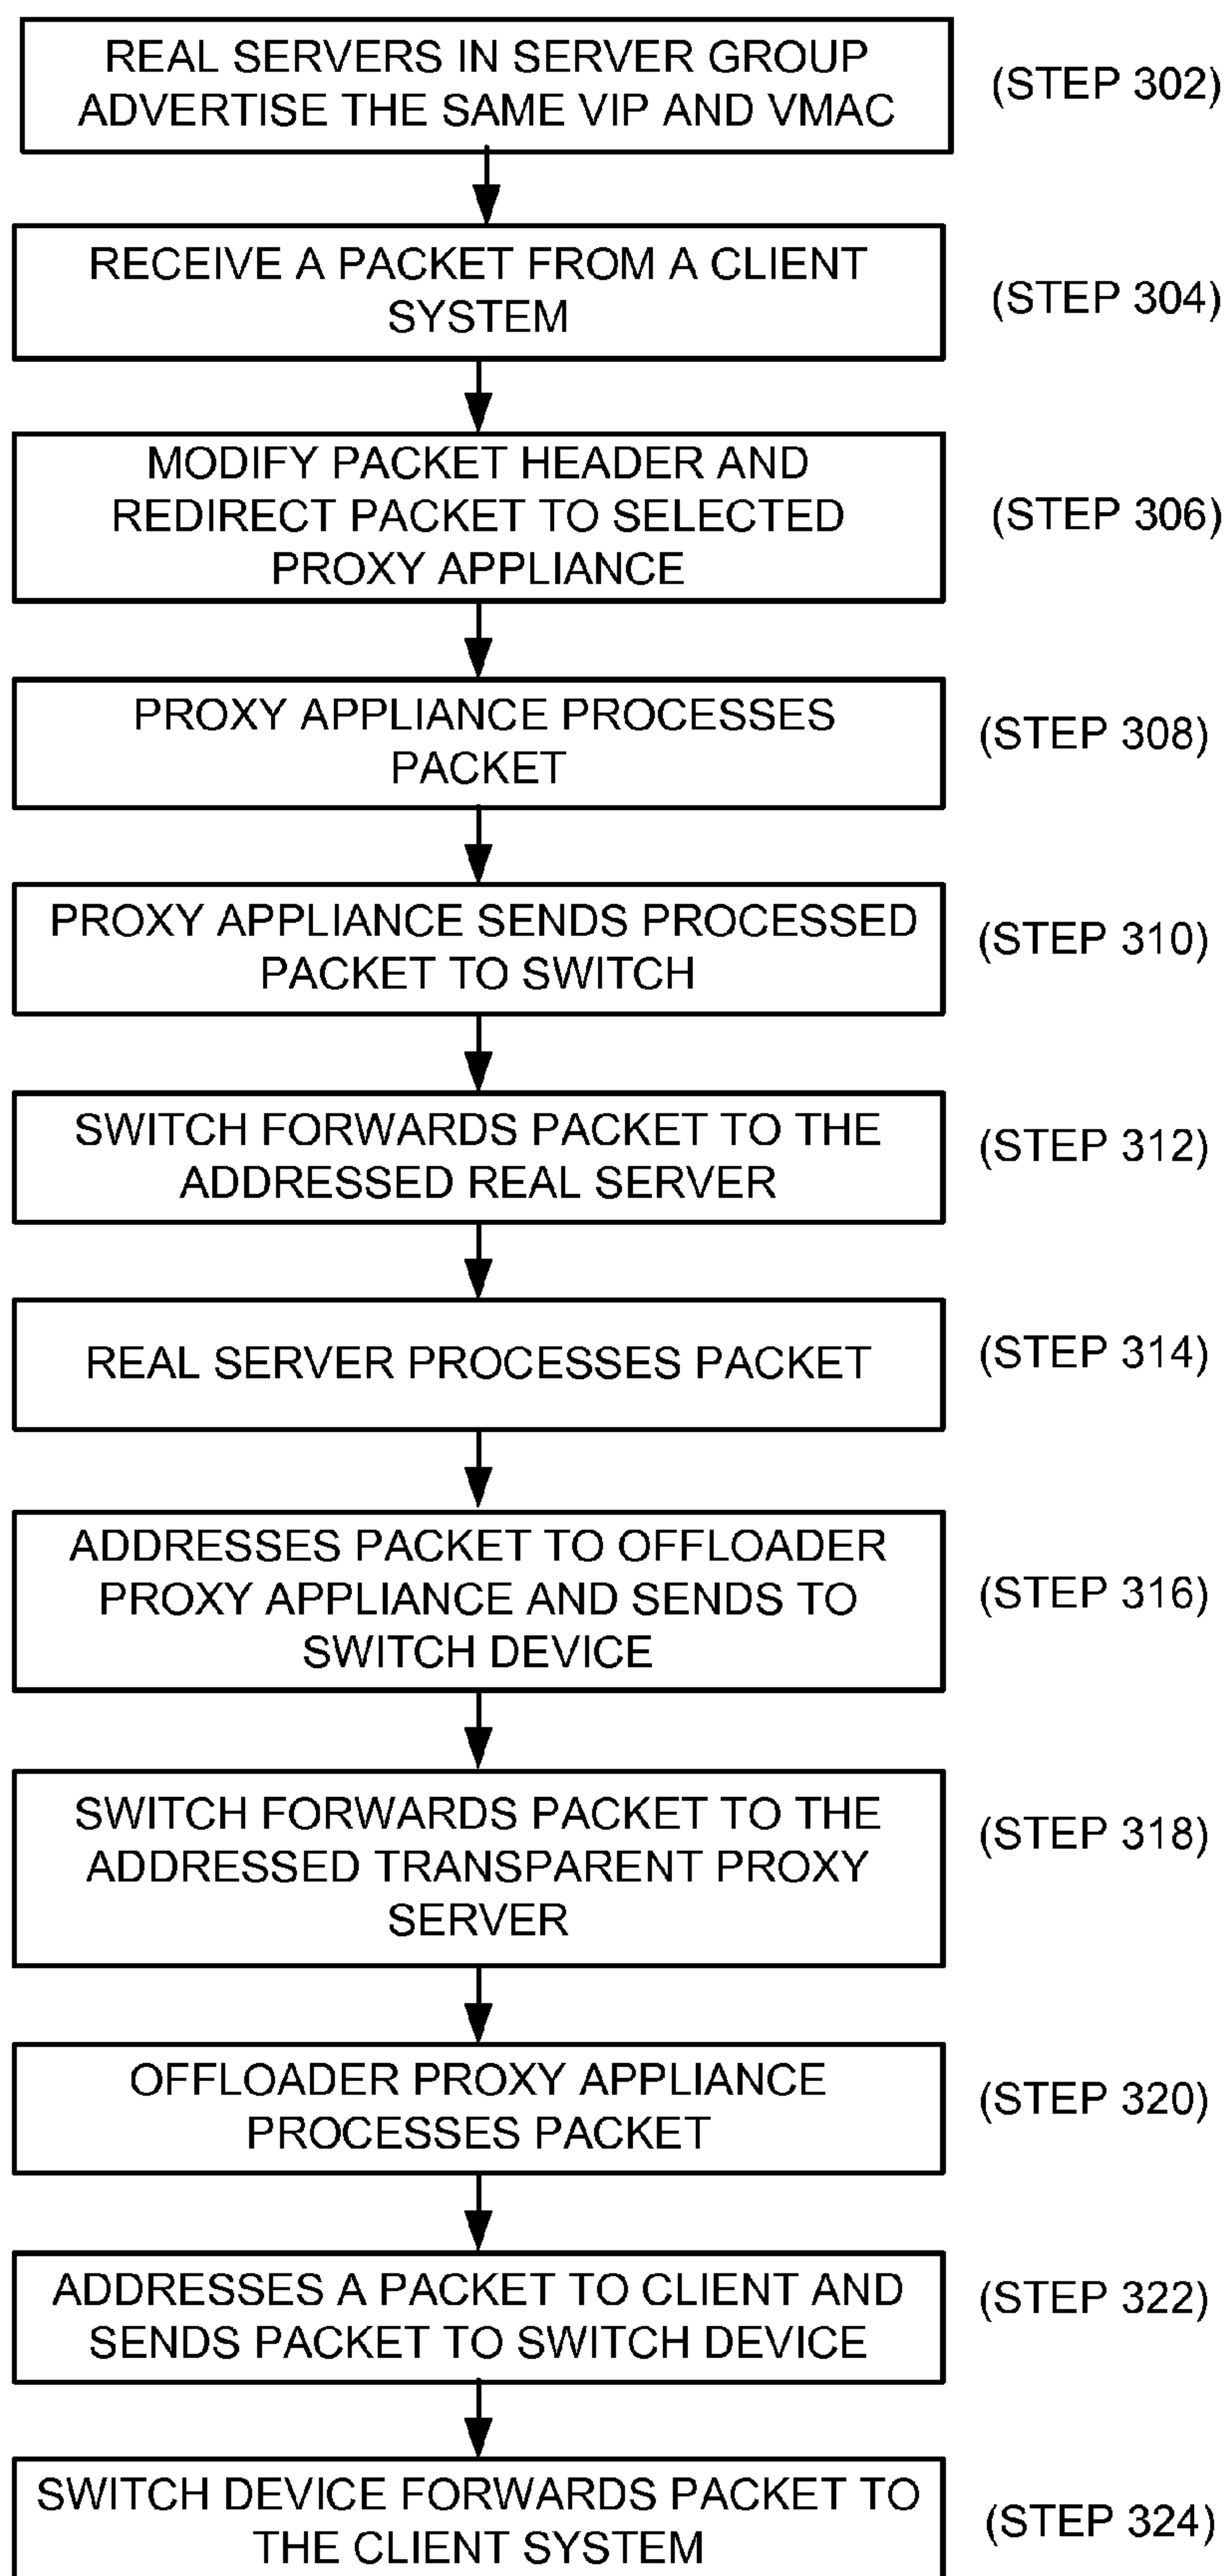 REAL SERVERS IN SERVER GROUP
ADVERTISE THE SAME VIP AND VMAC
(STEP 302)
RECEIVE A PACKET FROM A CLIENT
SYSTEM
(STEP 304)
MODIFY PACKET HEADER AND
REDIRECT PACKET TO SELECTED
PROXY APPLIANCE
(STEP 306)
PROXY APPLIANCE PROCESSES
PACKET
(STEP 308)
PROXY APPLIANCE SENDS PROCESSED
PACKET TO SWITCH
(STEP 310)
SWITCH FORWARDS PACKET TO THE
ADDRESSED REAL SERVER
(STEP 312)
REAL SERVER PROCESSES PACKET
(STEP 314)
ADDRESSES PACKET TO OFFLOADER
PROXY APPLIANCE AND SENDS TO
SWITCH DEVICE
(STEP 316)
SWITCH FORWARDS PACKET TO THE
ADDRESSED TRANSPARENT PROXY
SERVER
(STEP 318)
OFFLOADER PROXY APPLIANCE
PROCESSES PACKET
(STEP 320)
ADDRESSES A PACKET TO CLIENT AND
SENDS PACKET TO SWITCH DEVICE
(STEP 322)
SWITCH DEVICE FORWARDS PACKET TO
THE CLIENT SYSTEM
(STEP 324)